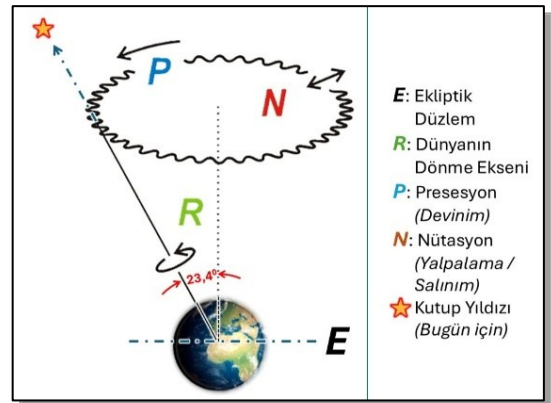 P
N
R
23,4°
E
E: Ekliptik
Düzlem
R: Dünyanın
Dönme Ekseni
P: Presesyon
(Devinim)
N: Nütasyon
(Yalpalama /
Salınım)
Kutup Yıldızı
(Bugün için)